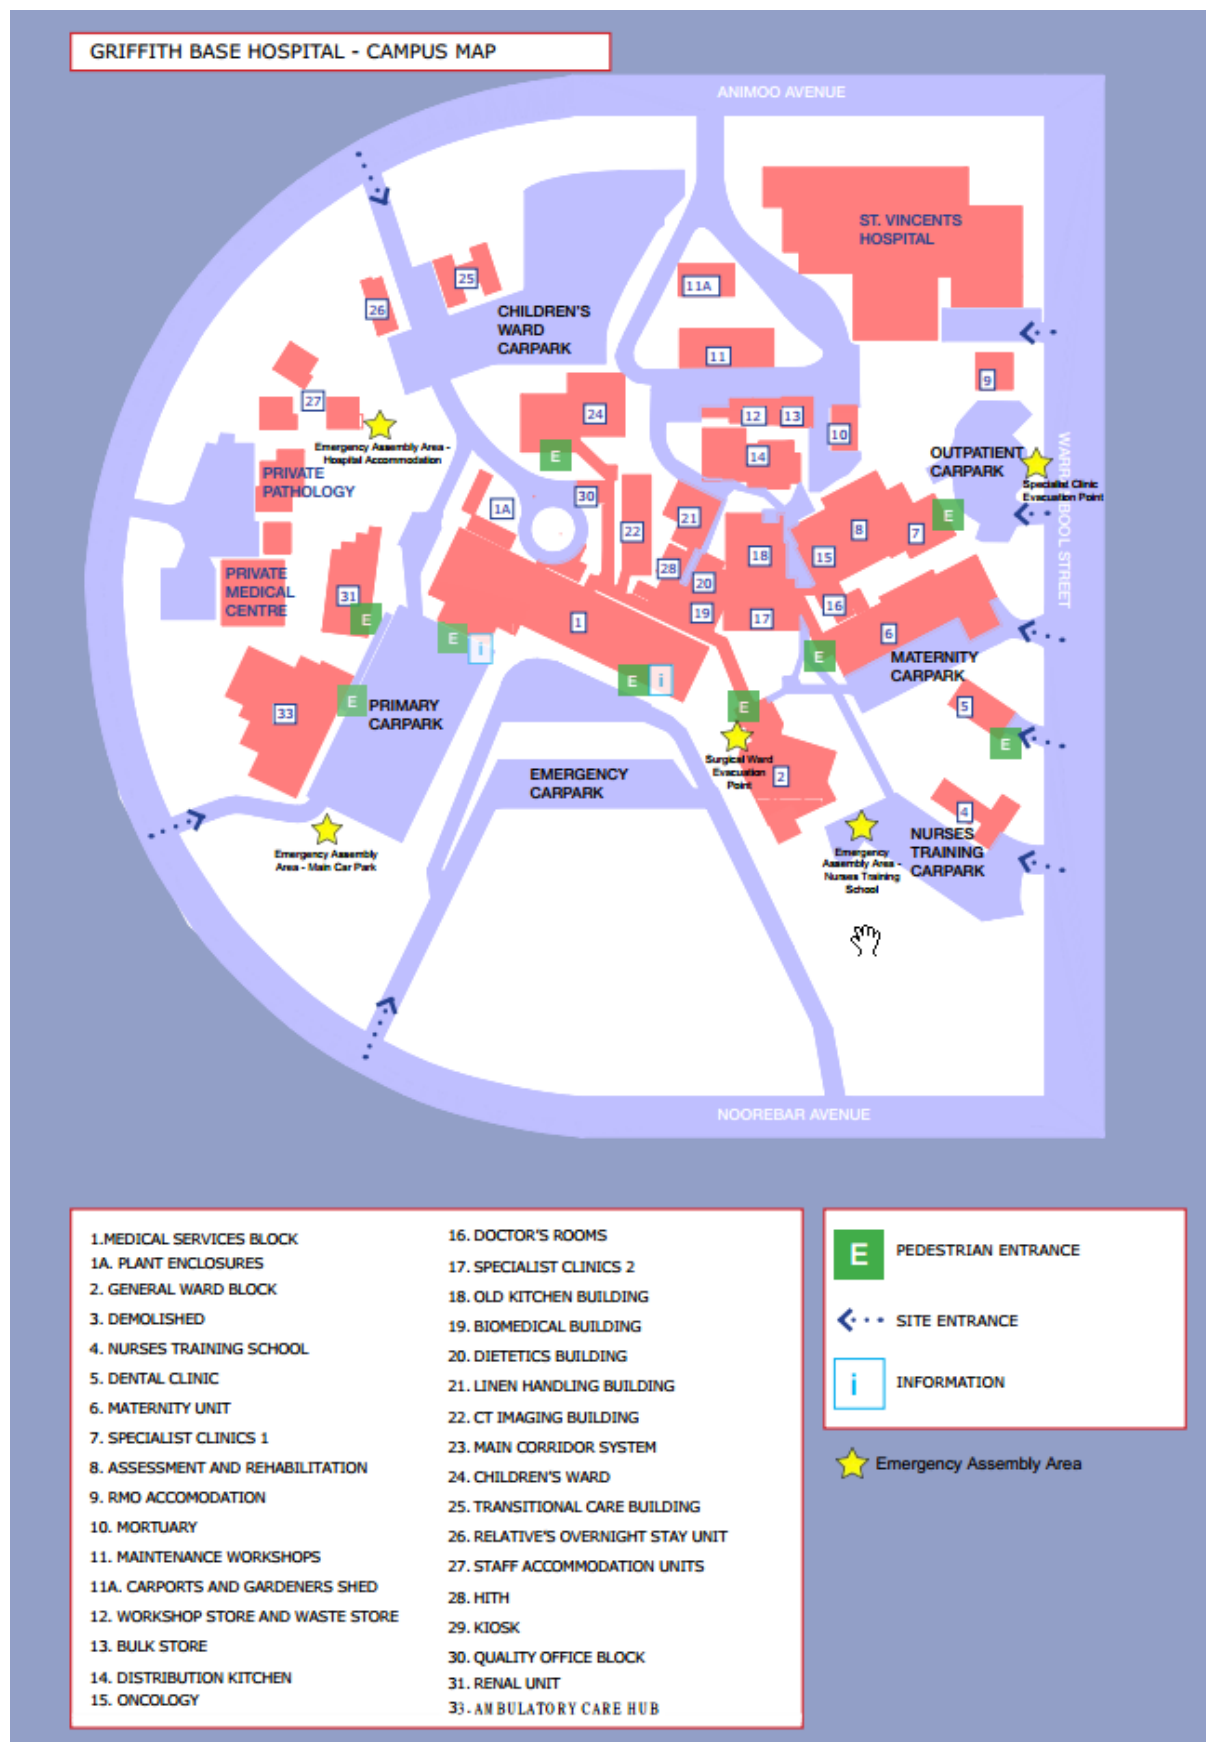 GRIFFITH BASE HOSPITAL - CAMPUS MAP
ANIMOO AVENUE
ST. VINCENTS
HOSPITAL
25
11A
26
CHILDREN'S
WARD
CARPARK
11
9
27
24
12
13
10
Emergency Assembly Area -
Hospital Accommodation
E
14
OUTPATIENT
CARPARK
WARRAMBOOL STREET
Specialist Clinic
Evacuation Point
PRIVATE
PATHOLOGY
30
1A
22
21
E
8
7
18
15
28
20
PRIVATE
MEDICAL
CENTRE
31
E
1
19
17
16
6
E
i
E
MATERNITY
CARPARK
E
i
E
PRIMARY
CARPARK
33
E
5
E
Surgical Ward
Evacuation
Point
2
EMERGENCY
CARPARK
4
NURSES
TRAINING
CARPARK
Emergency Assembly
Area - Main Car Park
Emergency
Assembly Area -
Nurses Training
School
NOOREBAR AVENUE
1.MEDICAL SERVICES BLOCK
1A. PLANT ENCLOSURES
2. GENERAL WARD BLOCK
3. DEMOLISHED
4. NURSES TRAINING SCHOOL
5. DENTAL CLINIC
6. MATERNITY UNIT
7. SPECIALIST CLINICS 1
8. ASSESSMENT AND REHABILITATION
9. RMO ACCOMODATION
10. MORTUARY
11. MAINTENANCE WORKSHOPS
11A. CARPORTS AND GARDENERS SHED
12. WORKSHOP STORE AND WASTE STORE
13. BULK STORE
14. DISTRIBUTION KITCHEN
15. ONCOLOGY
16. DOCTOR'S ROOMS
17. SPECIALIST CLINICS 2
18. OLD KITCHEN BUILDING
19. BIOMEDICAL BUILDING
20. DIETETICS BUILDING
21. LINEN HANDLING BUILDING
22. CT IMAGING BUILDING
23. MAIN CORRIDOR SYSTEM
24. CHILDREN'S WARD
25. TRANSITIONAL CARE BUILDING
26. RELATIVE'S OVERNIGHT STAY UNIT
27. STAFF ACCOMMODATION UNITS
28. HITH
29. KIOSK
30. QUALITY OFFICE BLOCK
31. RENAL UNIT
33- AMBULATORY CARE HUB
E PEDESTRIAN ENTRANCE
SITE ENTRANCE
i INFORMATION
Emergency Assembly Area